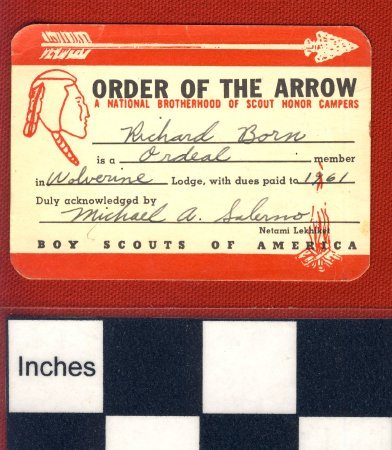 ORDER OF THE ARROW
A NATIONAL BROTHERHOOD OF SCOUT HONOR CAMPERS
Richard Born
is a Ordeal member
in Wolverine Lodge, with dues paid to 1961
Duly acknowledged by
Michael A. Salerno
Netami Lekhiket
BOY SCOUTS OF AMERICA
Inches